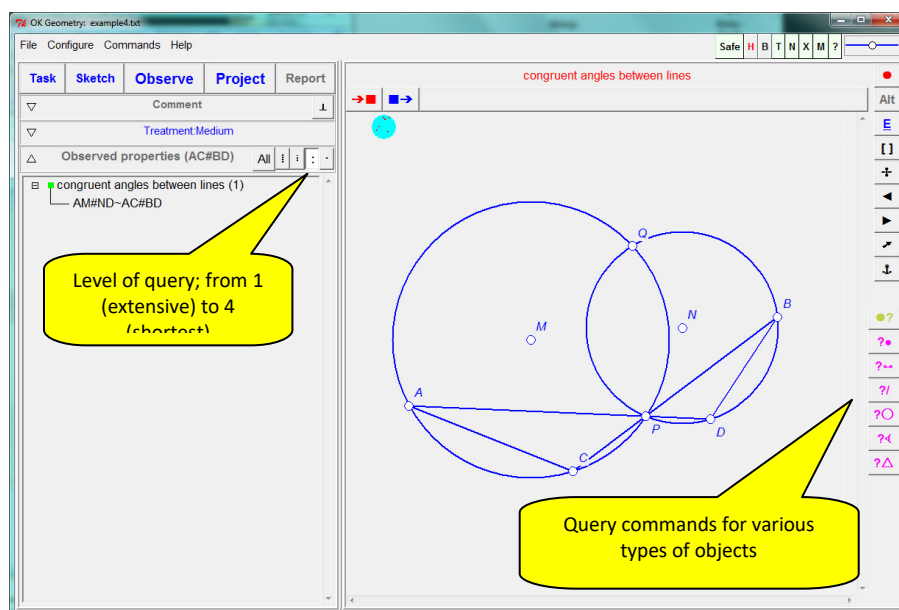 OK Geometry: example4.txt
File Configure Commands Help
Safe H B T N X M ?
Task Sketch Observe Project Report
Comment
Treatment:Medium
Observed properties (AC#BD) All
congruent angles between lines (1)
AM#ND~AC#BD
Level of query; from 1
(extensive) to 4
(shortest)
congruent angles between lines
Alt
E
[ ]
Q
B
N
M
A
P
D
C
?
?
?
?/
?
?
?
Query commands for various
types of objects